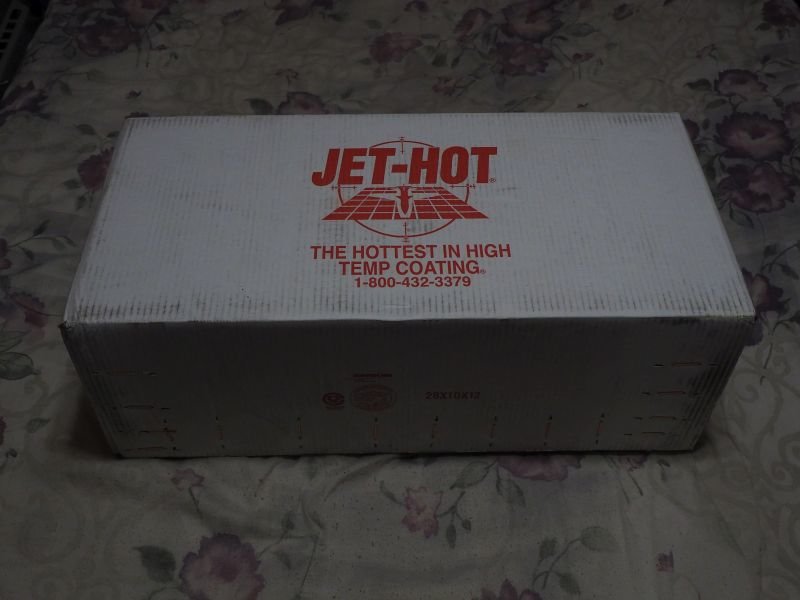 JET-HOT®
THE HOTTEST IN HIGH
TEMP COATING®
1-800-432-3379
28X10X12